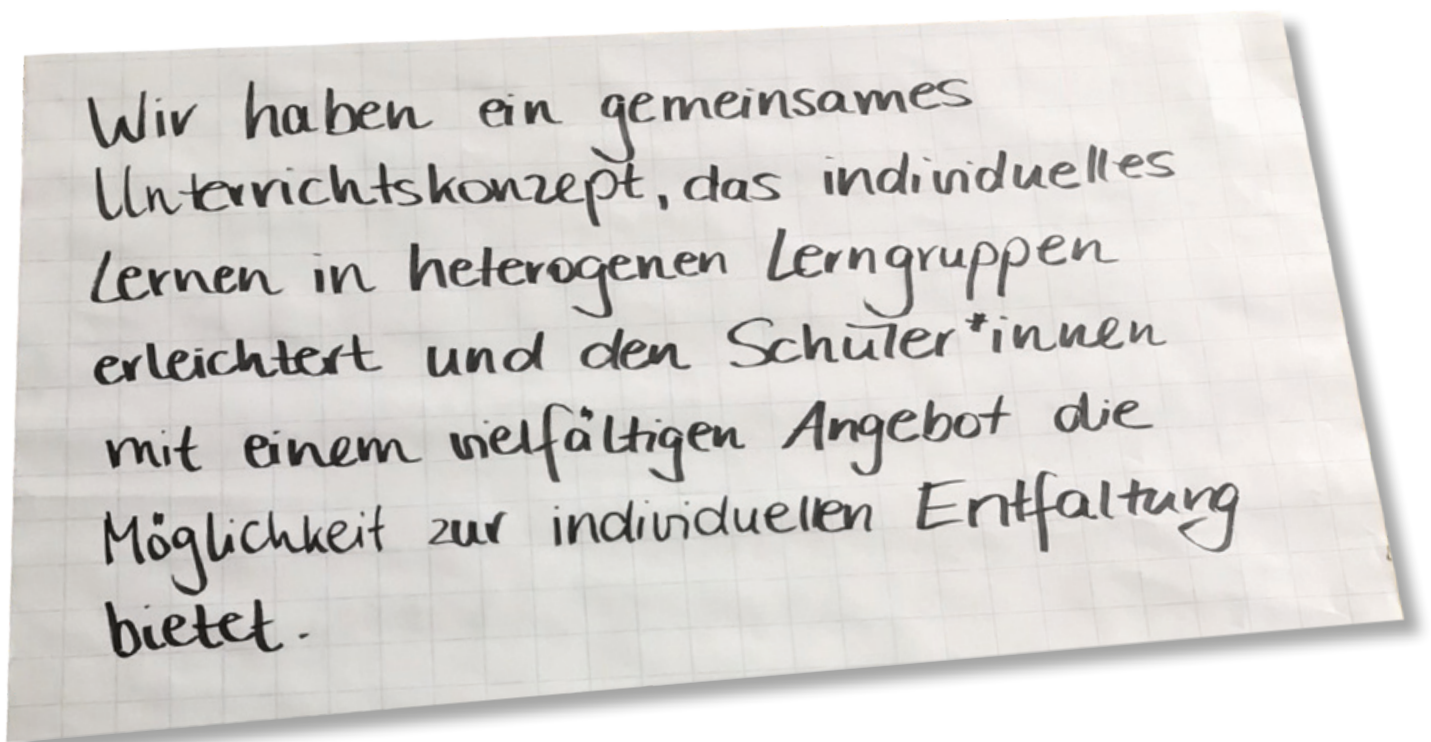 Wir haben ein gemeinsames
Unterrichtskonzept, das individuelles
Lernen in heterogenen Lerngruppen
erleichtert und den Schüler*innen
mit einem vielfältigen Angebot die
Möglichkeit zur individuellen Entfaltung
bietet.